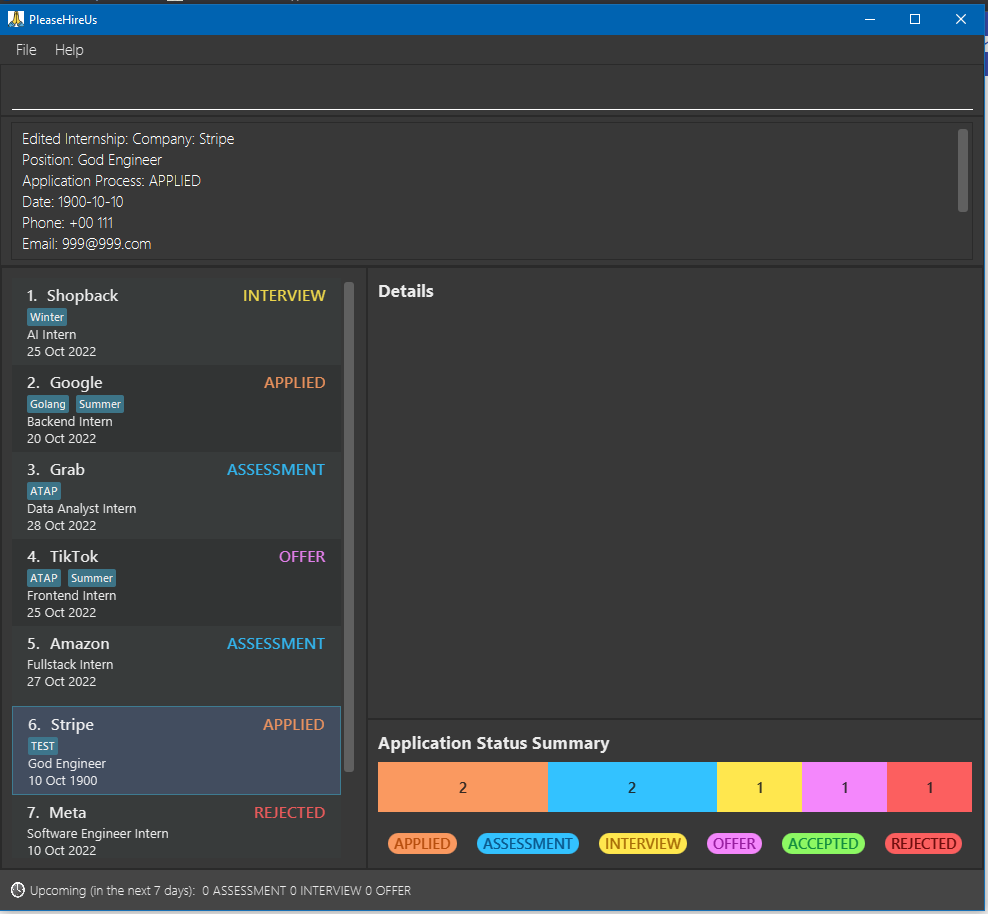 PleaseHireUs
File Help
Edited Internship: Company: Stripe
Position: God Engineer
Application Process: APPLIED
Date: 1900-10-10
Phone: +00 111
Email: 999@999.com
1. Shopback INTERVIEW
Winter
AI Intern
25 Oct 2022
2. Google APPLIED
Golang Summer
Backend Intern
20 Oct 2022
3. Grab ASSESSMENT
ATAP
Data Analyst Intern
28 Oct 2022
4. TikTok OFFER
ATAP Summer
Frontend Intern
25 Oct 2022
5. Amazon ASSESSMENT
Fullstack Intern
27 Oct 2022
6. Stripe APPLIED
TEST
God Engineer
10 Oct 1900
7. Meta REJECTED
Software Engineer Intern
10 Oct 2022
Details
Application Status Summary
2 2 1 1 1
APPLIED ASSESSMENT INTERVIEW OFFER ACCEPTED REJECTED
Upcoming (in the next 7 days): 0 ASSESSMENT 0 INTERVIEW 0 OFFER